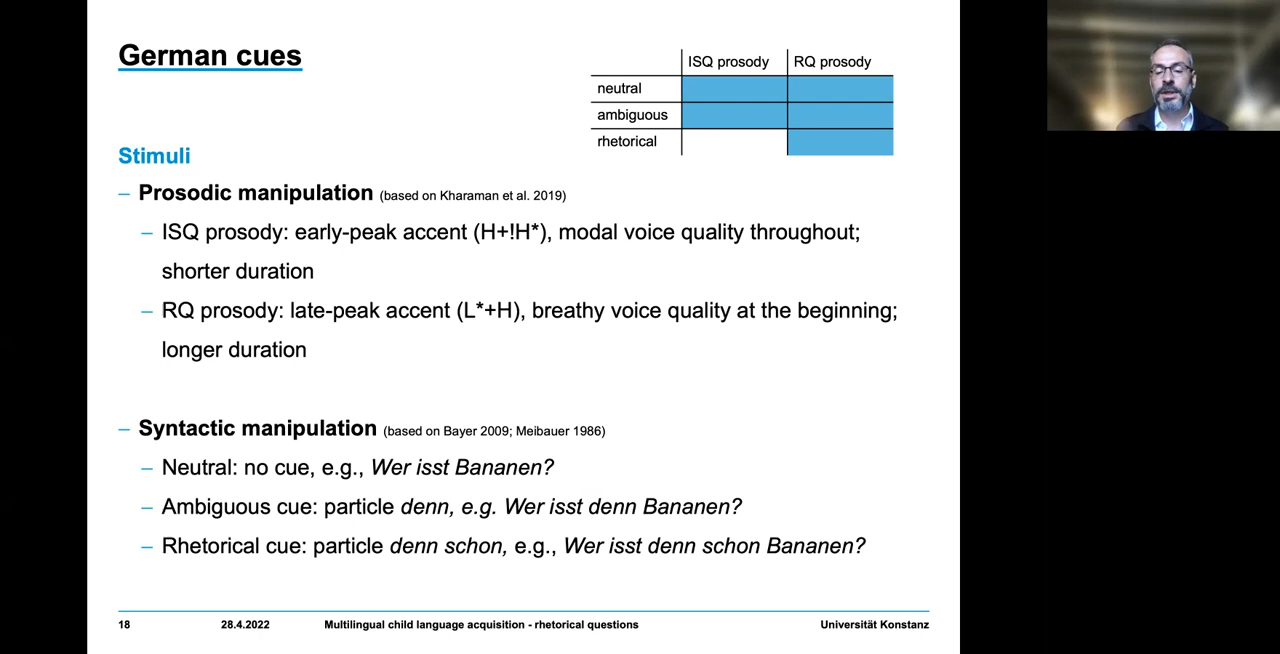 German cues
ISQ prosody RQ prosody
neutral
ambiguous
rhetorical
Stimuli
– Prosodic manipulation (based on Kharaman et al. 2019)
– ISQ prosody: early-peak accent (H+!H*), modal voice quality throughout;
shorter duration
– RQ prosody: late-peak accent (L*+H), breathy voice quality at the beginning;
longer duration
– Syntactic manipulation (based on Bayer 2009; Meibauer 1986)
– Neutral: no cue, e.g., Wer isst Bananen?
– Ambiguous cue: particle denn, e.g. Wer isst denn Bananen?
– Rhetorical cue: particle denn schon, e.g., Wer isst denn schon Bananen?
18 28.4.2022 Multilingual child language acquisition - rhetorical questions Universität Konstanz